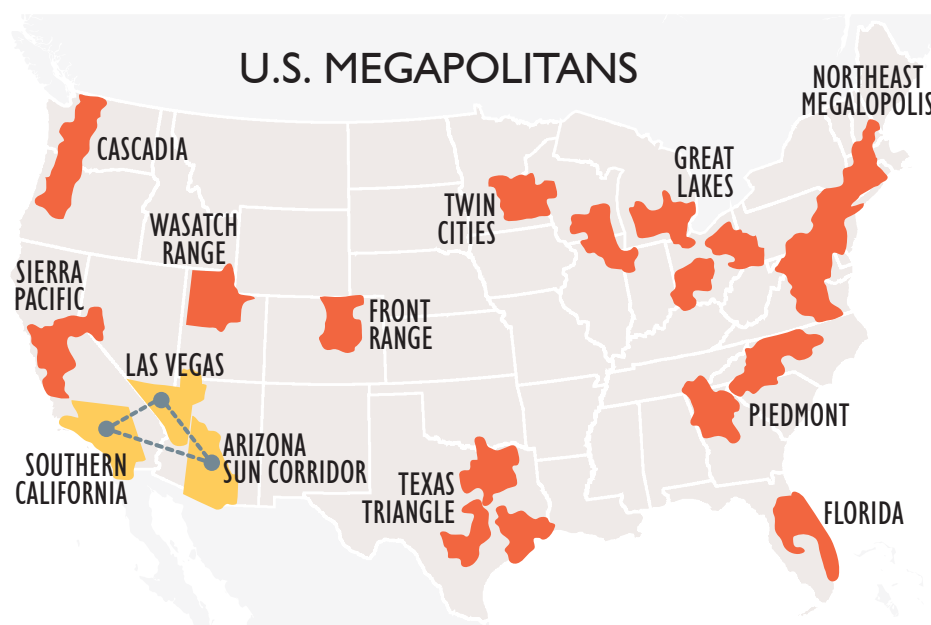 U.S. MEGAPOLITANS
NORTHEAST
MEGALOPOLIS
CASCADIA
GREAT
LAKES
TWIN
CITIES
WASATCH
RANGE
SIERRA
PACIFIC
FRONT
RANGE
LAS VEGAS
PIEDMONT
ARIZONA
SUN CORRIDOR
SOUTHERN
CALIFORNIA
TEXAS
TRIANGLE
FLORIDA